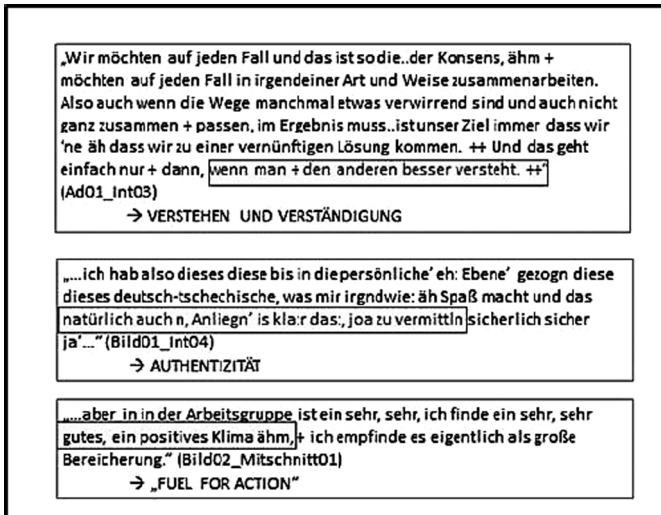 „Wir möchten auf jeden Fall und das ist so die..der Konsens, ähm +
möchten auf jeden Fall in irgendeiner Art und Weise zusammenarbeiten.
Also auch wenn die Wege manchmal etwas verwirrend sind und auch nicht
ganz zusammen + passen, im Ergebnis muss..ist unser Ziel immer dass wir
'ne äh dass wir zu einer vernünftigen Lösung kommen. ++ Und das geht
einfach nur + dann, wenn man + den anderen besser versteht. ++“
(Ad01_Int03)
→ VERSTEHEN UND VERSTÄNDIGUNG
„...ich hab also dieses diese bis in die persönliche' eh: Ebene' gezogn diese
dieses deutsch-tschechische, was mir irgndwie: äh Spaß macht und das
natürlich auch n, Anliegn' is kla:r das:, joa zu vermittln sicherlich sicher
ja'...“ (Bild01_Int04)
→ AUTHENTIZITÄT
„...aber in in der Arbeitsgruppe ist ein sehr, sehr, ich finde ein sehr, sehr
gutes, ein positives Klima ähm, + ich empfinde es eigentlich als große
Bereicherung.“ (Bild02_Mitschnitt01)
→ „FUEL FOR ACTION“